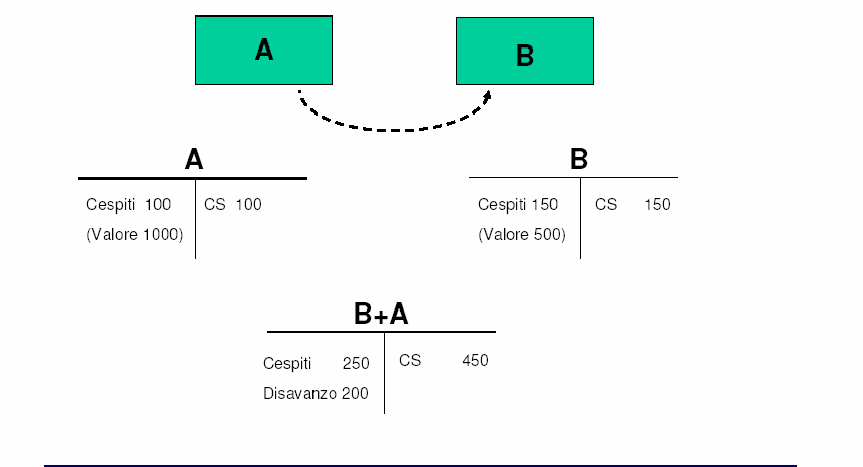 A
B
A
Cespiti 100 CS 100
(Valore 1000)
B
Cespiti 150 CS 150
(Valore 500)
B+A
Cespiti 250 CS 450
Disavanzo 200